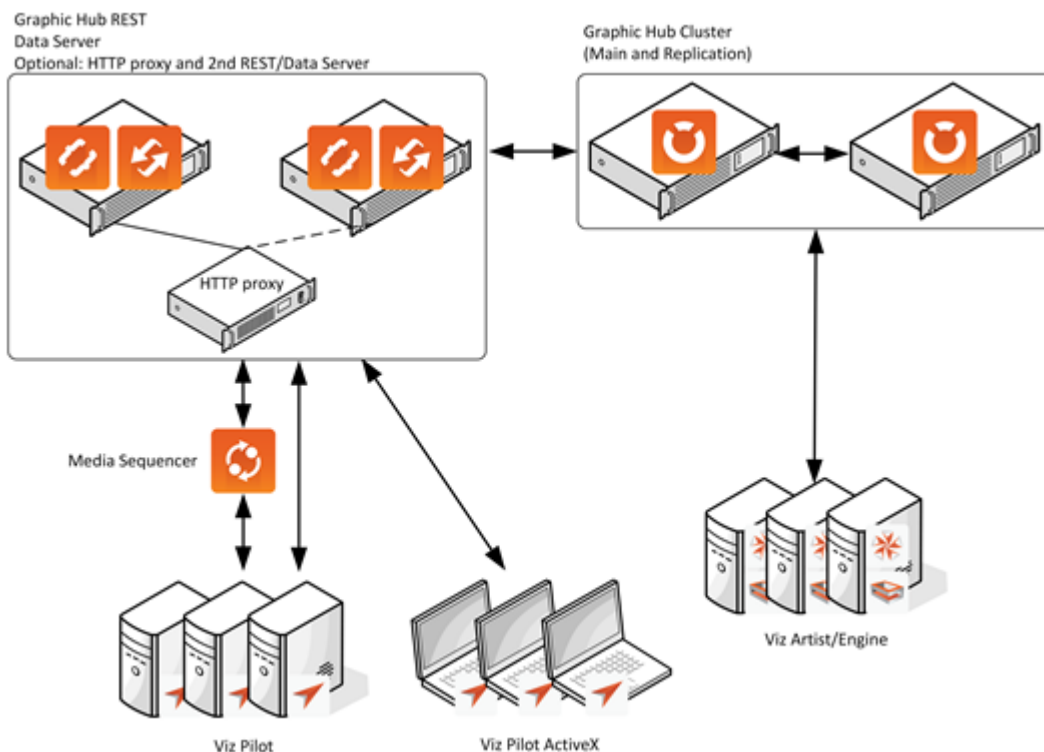 Graphic Hub REST
Data Server
Optional: HTTP proxy and 2nd REST/Data Server
Graphic Hub Cluster
(Main and Replication)
HTTP proxy
Media Sequencer
Viz Artist/Engine
Viz Pilot
Viz Pilot ActiveX